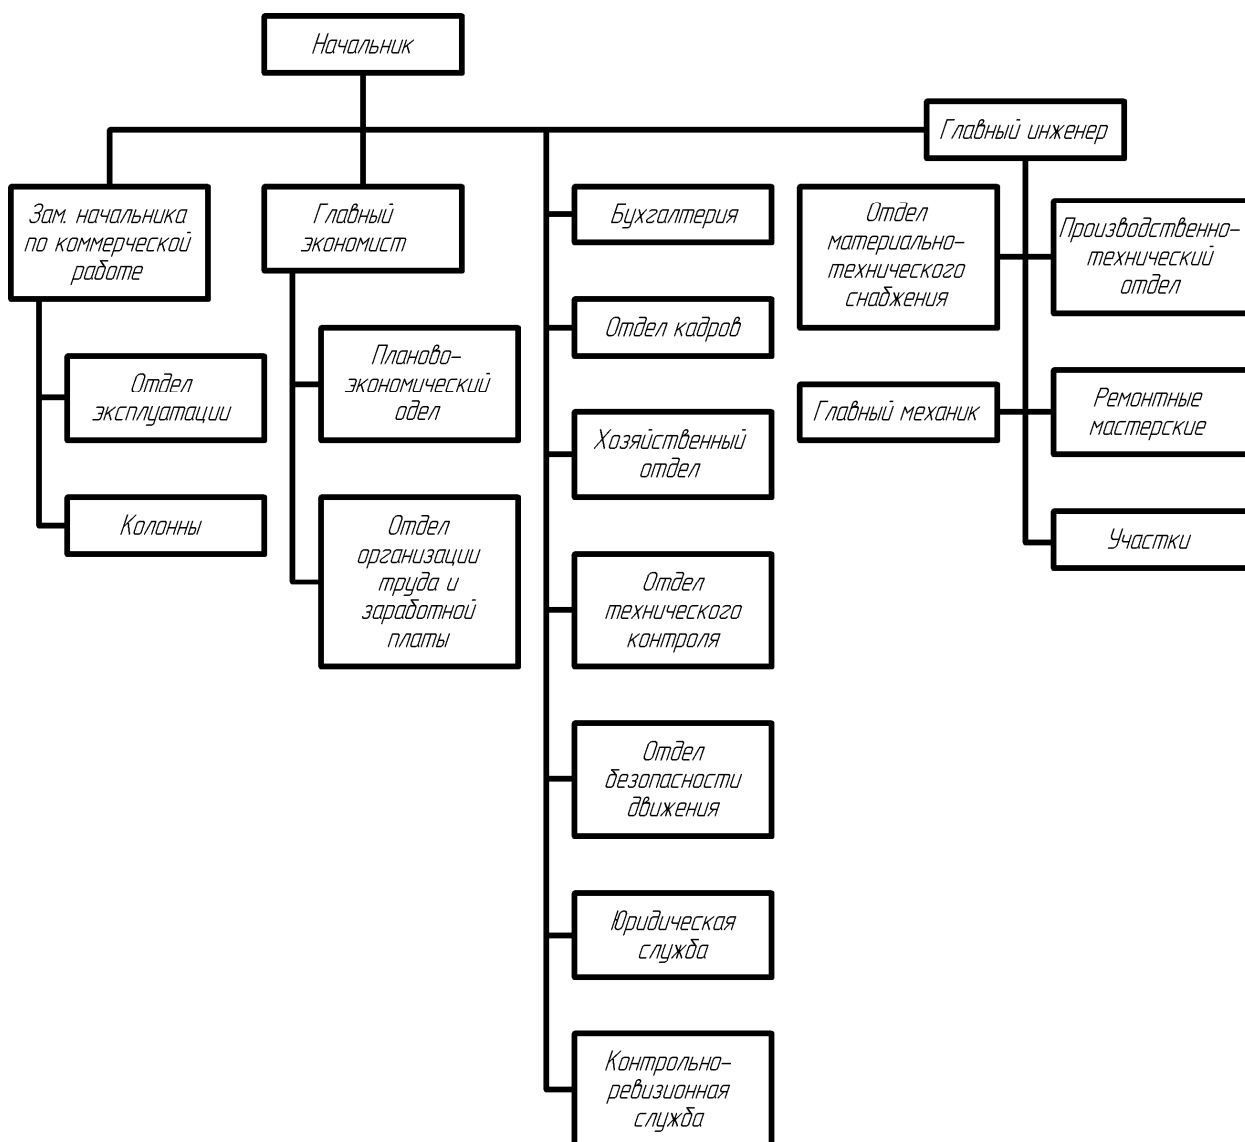 Начальник
Главный инженер
Зам. начальника
по коммерческой
работе
Главный
экономист
Бухгалтерия
Отдел
материально-
технического
снабжения
Производственно-
технический
отдел
Отдел кадров
Отдел
эксплуатации
Планово-
экономический
одел
Главный механик
Ремонтные
мастерские
Хозяйственный
отдел
Колонны
Отдел
организации
труда и
заработной
платы
Участки
Отдел
технического
контроля
Отдел
безопасности
движения
Юридическая
служба
Контрольно-
ревизионная
служба